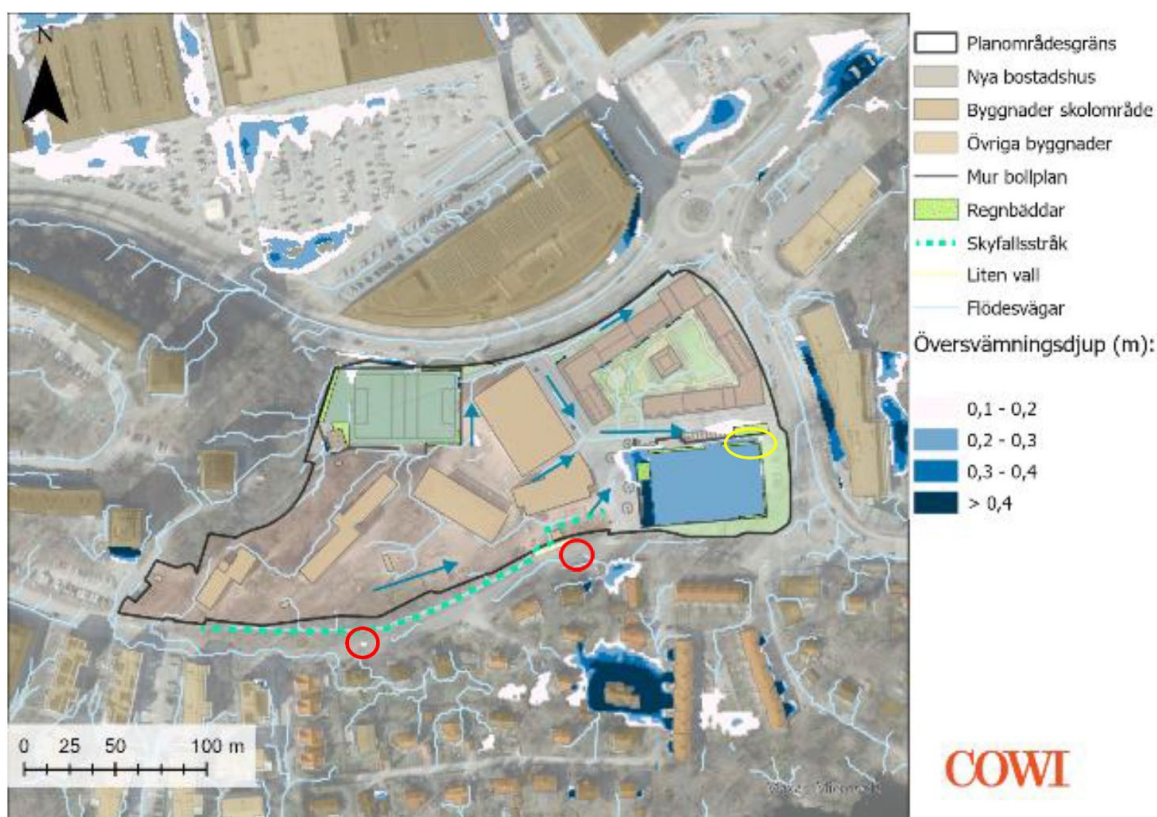 N
Planområdesgräns
Nya bostadshus
Byggnader skolområde
Övriga byggnader
Mur bollplan
Regnbäddar
Skyfallsstråk
Liten vall
Flödesvägar
Översvämningsdjup (m):
0,1 - 0,2
0,2 - 0,3
0,3 - 0,4
> 0,4
0 25 50 100 m
COWI
Microsoft